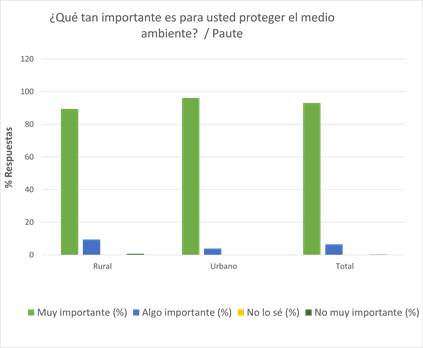 ¿Qué tan importante es para usted proteger el medio
ambiente? / Paute
120
100
80
60
40
20
0
% Respuestas
Rural Urbano Total
Muy importante (%) Algo importante (%) No lo sé (%) No muy importante (%)